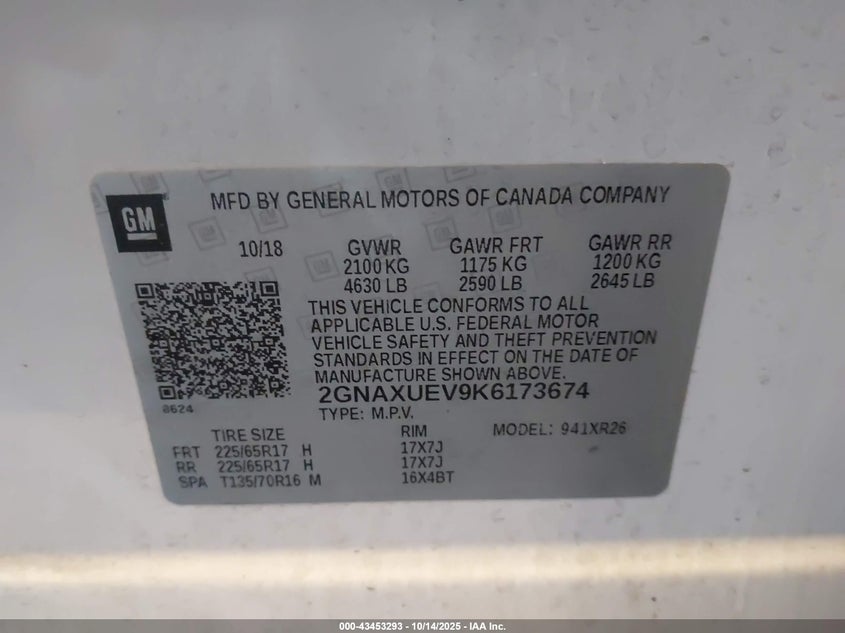 GM
MFD BY GENERAL MOTORS OF CANADA COMPANY
10/18 GVWR GAWR FRT GAWR RR
2100 KG 1175 KG 1200 KG
4630 LB 2590 LB 2645 LB
THIS VEHICLE CONFORMS TO ALL
APPLICABLE U.S. FEDERAL MOTOR
VEHICLE SAFETY AND THEFT PREVENTION
STANDARDS IN EFFECT ON THE DATE OF
MANUFACTURE SHOWN ABOVE.
2GNAXUEV9K6173674
0624
TYPE: M.P.V.
TIRE SIZE RIM MODEL: 941XR26
FRT 225/65R17 H 17X7J
RR 225/65R17 H 17X7J
SPA T135/70R16 M 16X4BT
000-43453293 - 10/14/2025 - IAA Inc.